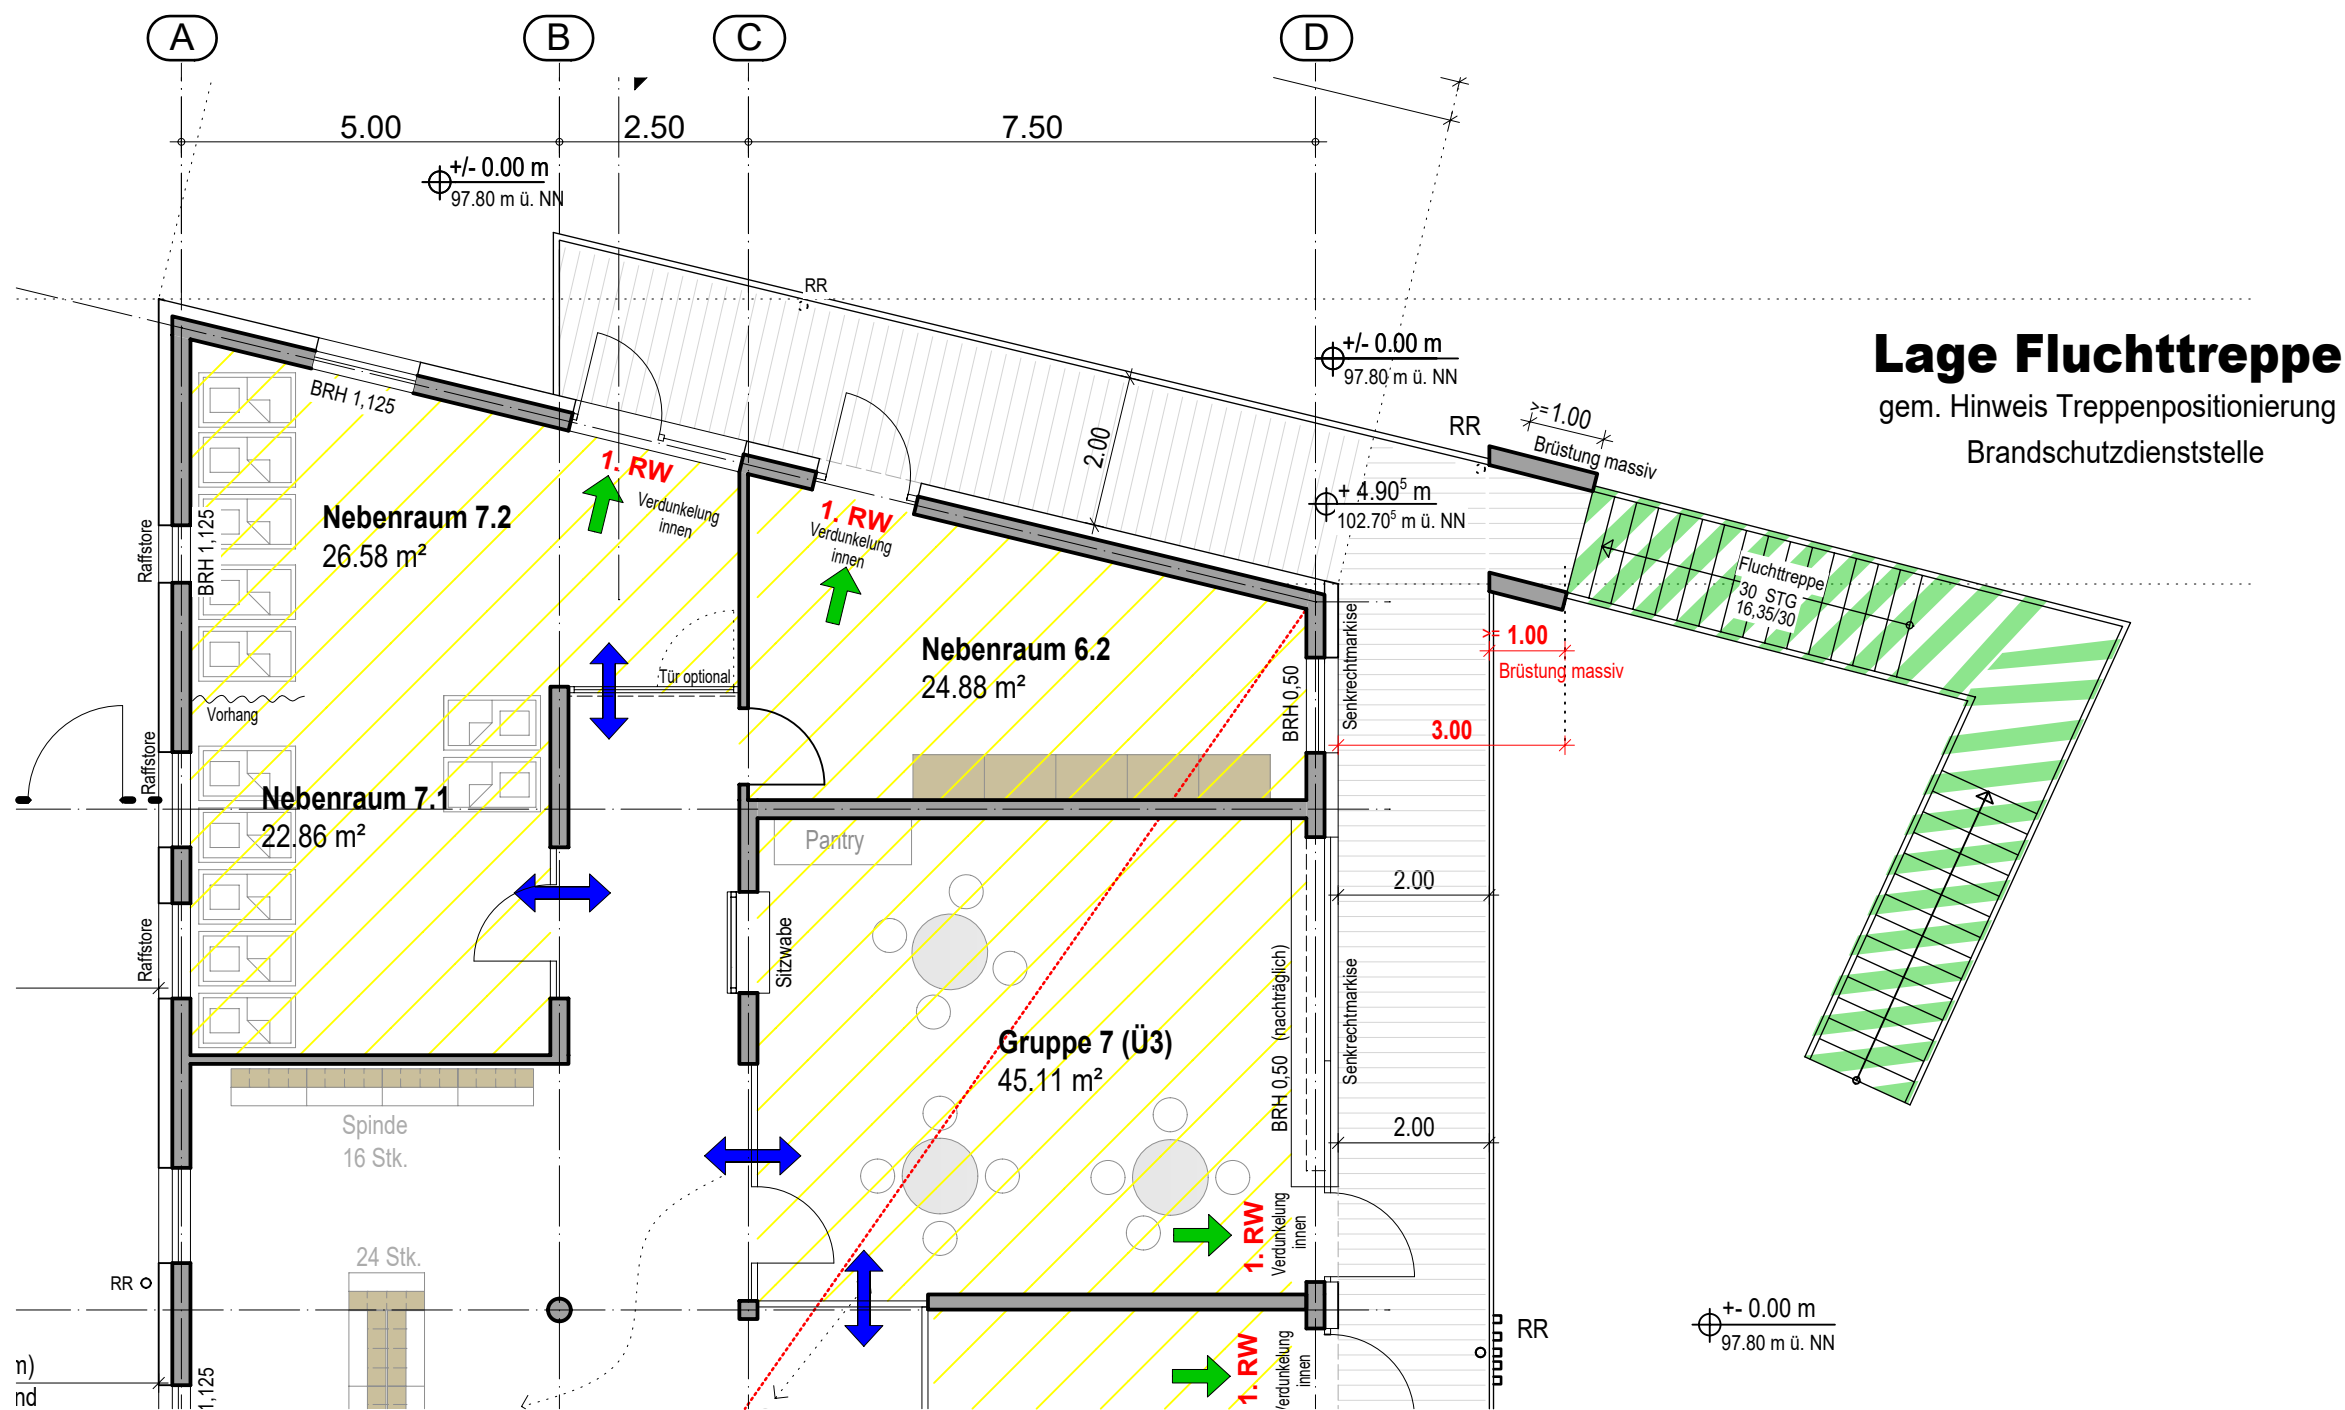 A
B
C
D
5.00
2.50
7.50
+/- 0.00 m
97.80 m ü. NN
RR
+/- 0.00 m
97.80 m ü. NN
Lage Fluchttreppe
gem. Hinweis Treppenpositionierung
Brandschutzdienststelle
BRH 1,125
>=1.00
Brüstung massiv
RR
2.00
1. RW
Verdunkelung
innen
1. RW
Verdunkelung
innen
+ 4.90⁵ m
102.70⁵ m ü. NN
Nebenraum 7.2
26.58 m²
Raffstore
BRH 1,125
Fluchttreppe
30 STG
16,35/30
>= 1.00
Brüstung massiv
Nebenraum 6.2
24.88 m²
Senkrechtmarkise
BRH 0,50
Tür optional
Vorhang
3.00
Raffstore
Nebenraum 7.1
22.86 m²
Pantry
2.00
Raffstore
Sitzwabe
BRH 0,50 (nachträglich)
Senkrechtmarkise
Gruppe 7 (Ü3)
45.11 m²
Spinde
16 Stk.
2.00
1. RW
Verdunkelung
innen
24 Stk.
RR
+- 0.00 m
97.80 m ü. NN
RR
1. RW
Verdunkelung
innen
m)
nd
1,125